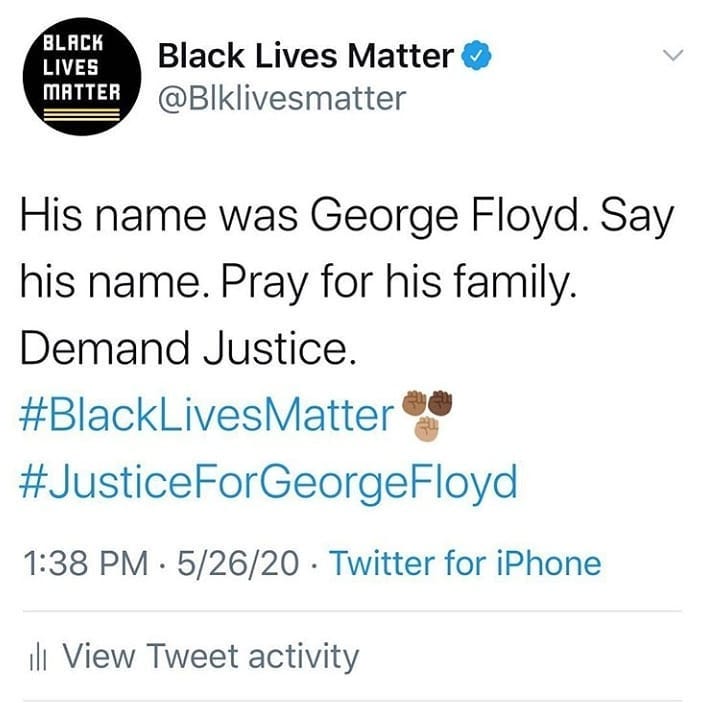 BLACK
LIVES
MATTER
Black Lives Matter
@Blklivesmatter
His name was George Floyd. Say
his name. Pray for his family.
Demand Justice.
#BlackLivesMatter✊🏾✊🏿✊🏼
#JusticeForGeorgeFloyd
1:38 PM · 5/26/20 · Twitter for iPhone
View Tweet activity